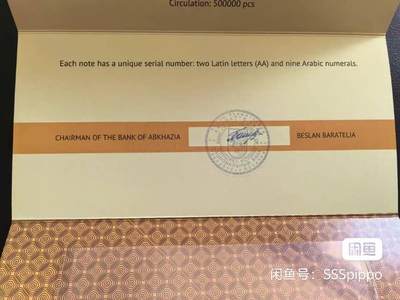 Circulation: 500000 pcs
Each note has a unique serial number: two Latin letters (AA) and nine Arabic numerals.
CHAIRMAN OF THE BANK OF ABKHAZIA
BESLAN BARATELIA
闲鱼
闲鱼号：SSSpippo